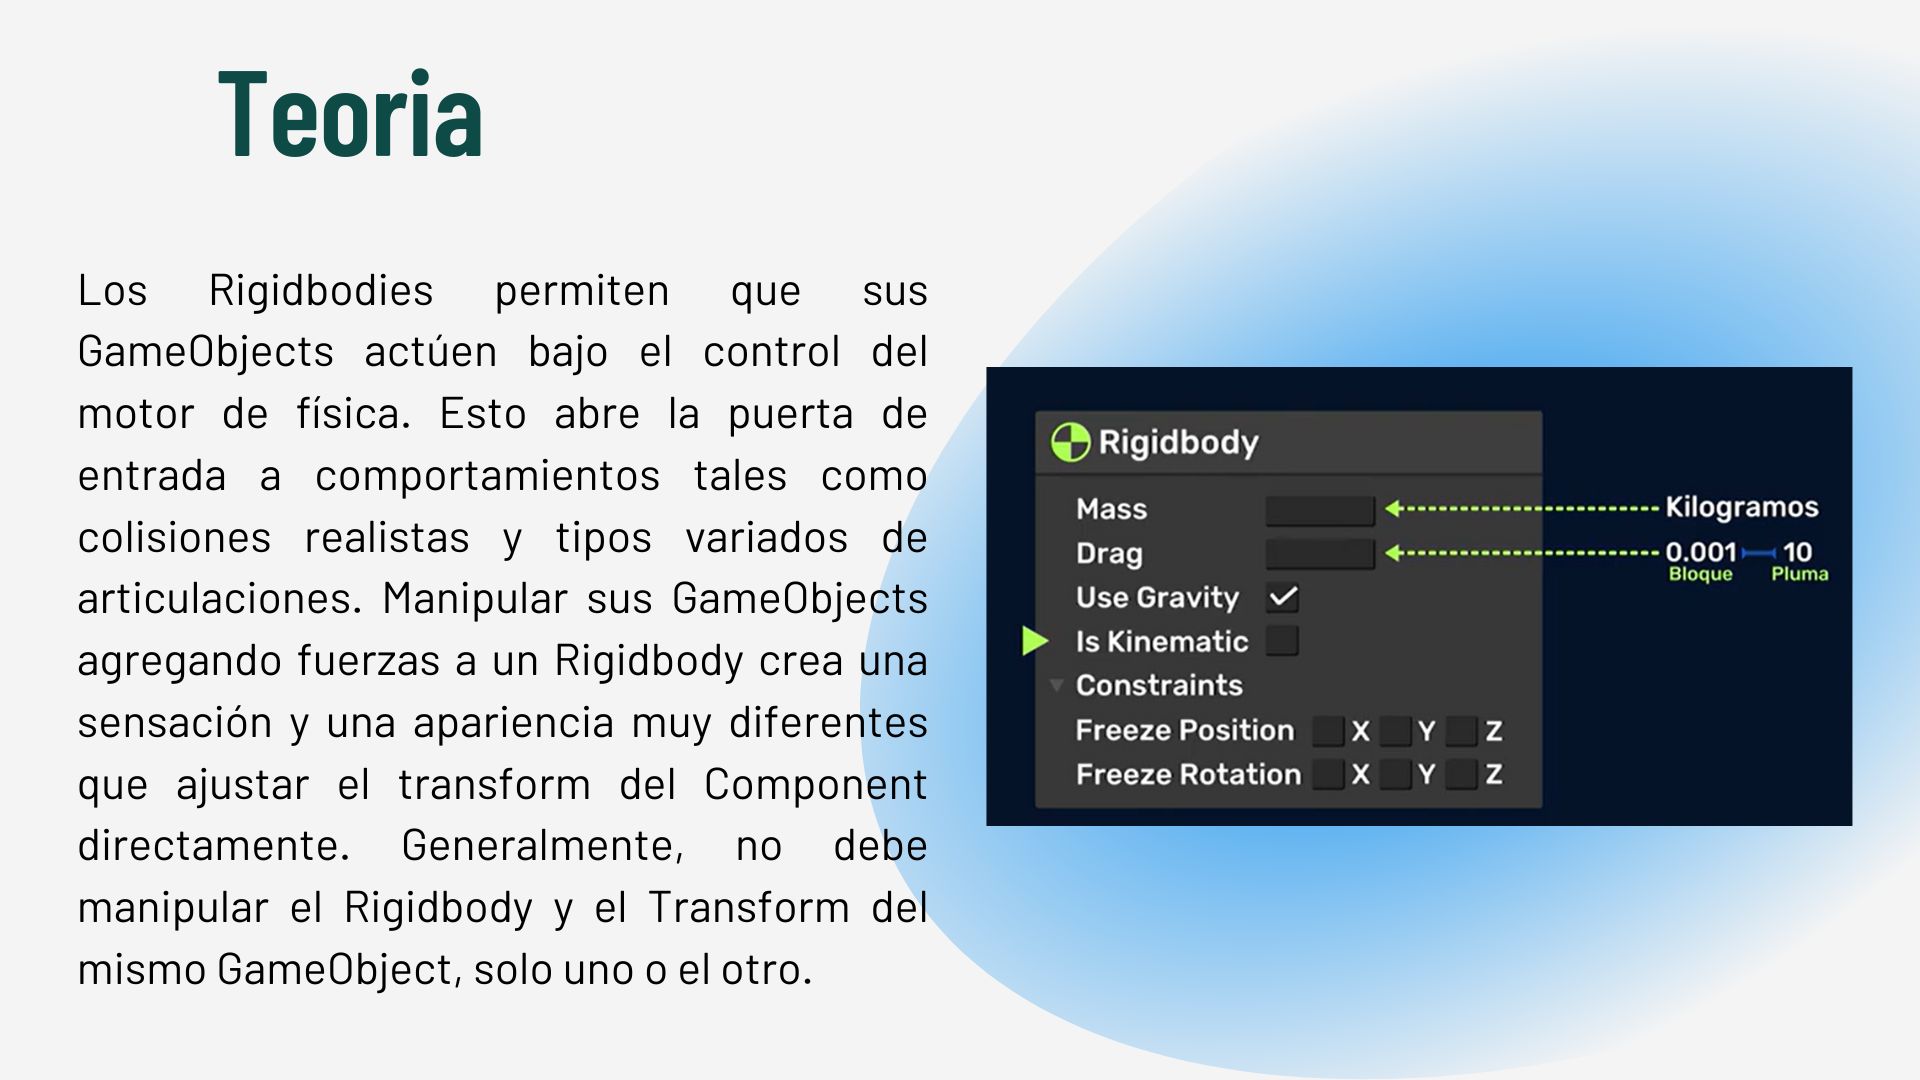 Teoria
Los Rigidbodies permiten que sus
GameObjects actúen bajo el control del
motor de física. Esto abre la puerta de
entrada a comportamientos tales como
colisiones realistas y tipos variados de
articulaciones. Manipular sus GameObjects
agregando fuerzas a un Rigidbody crea una
sensación y una apariencia muy diferentes
que ajustar el transform del Component
directamente. Generalmente, no debe
manipular el Rigidbody y el Transform del
mismo GameObject, solo uno o el otro.
Rigidbody
Mass Kilogramos
Drag 0.001 10
Bloque Pluma
Use Gravity
Is Kinematic
Constraints
Freeze Position X Y Z
Freeze Rotation X Y Z